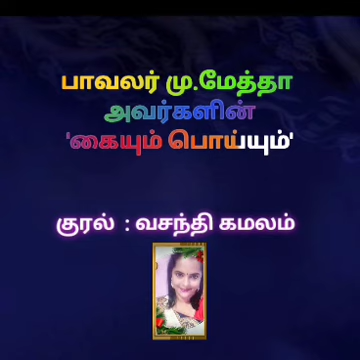 பாவலர் மு.மேத்தா
அவர்களின்
'கையும் பொய்யும்'
குரல் : வசந்தி கமலம்